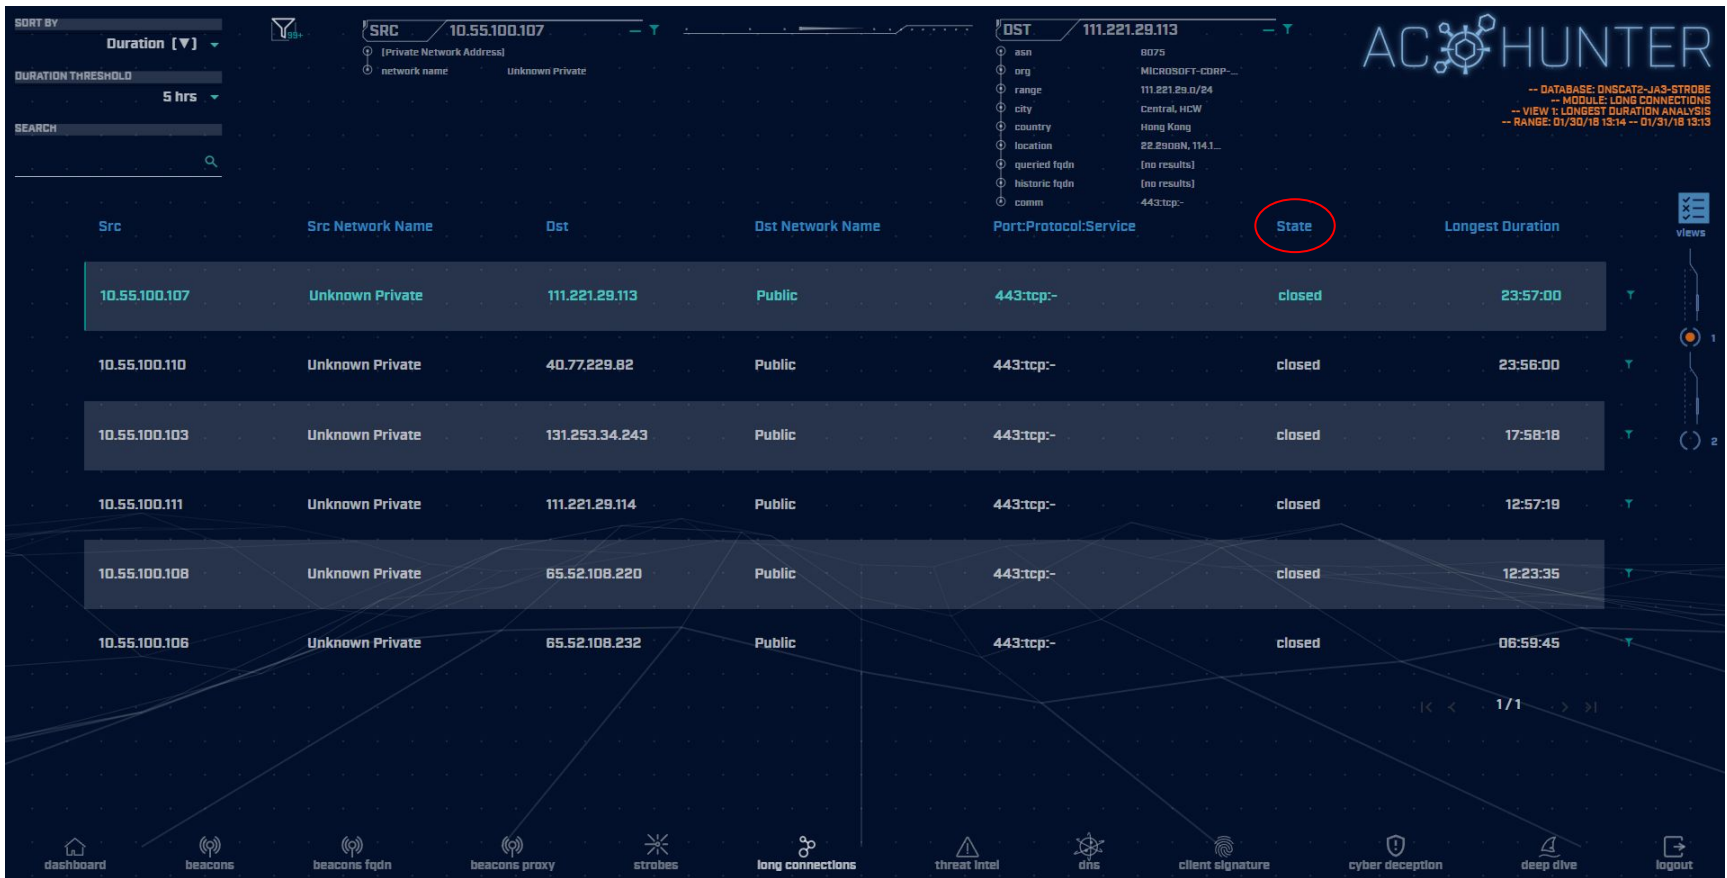 SORT BY
Duration [▼]
DURATION THRESHOLD
5 hrs
SEARCH
99+
SRC 10.55.100.107
[Private Network Address]
network name Unknown Private
DST 111.221.29.113
asn 8075
org MICROSOFT-CORP-...
range 111.221.29.0/24
city Central, HCW
country Hong Kong
location 22.2908N, 114.1...
queried fqdn [no results]
historic fqdn [no results]
comm 443:tcp:-
AC HUNTER
-- DATABASE: DNSCAT2-JA3-STROBE
-- MODULE: LONG CONNECTIONS
-- VIEW 1: LONGEST DURATION ANALYSIS
-- RANGE: 01/30/18 13:14 -- 01/31/18 13:13
views
1
2
Src Src Network Name Dst Dst Network Name Port:Protocol:Service State Longest Duration
10.55.100.107 Unknown Private 111.221.29.113 Public 443:tcp:- closed 23:57:00
10.55.100.110 Unknown Private 40.77.229.82 Public 443:tcp:- closed 23:56:00
10.55.100.103 Unknown Private 131.253.34.243 Public 443:tcp:- closed 17:58:18
10.55.100.111 Unknown Private 111.221.29.114 Public 443:tcp:- closed 12:57:19
10.55.100.108 Unknown Private 65.52.108.220 Public 443:tcp:- closed 12:23:35
10.55.100.106 Unknown Private 65.52.108.232 Public 443:tcp:- closed 06:59:45
1 / 1
dashboard beacons beacons fqdn beacons proxy strobes long connections threat intel dns client signature cyber deception deep dive logout